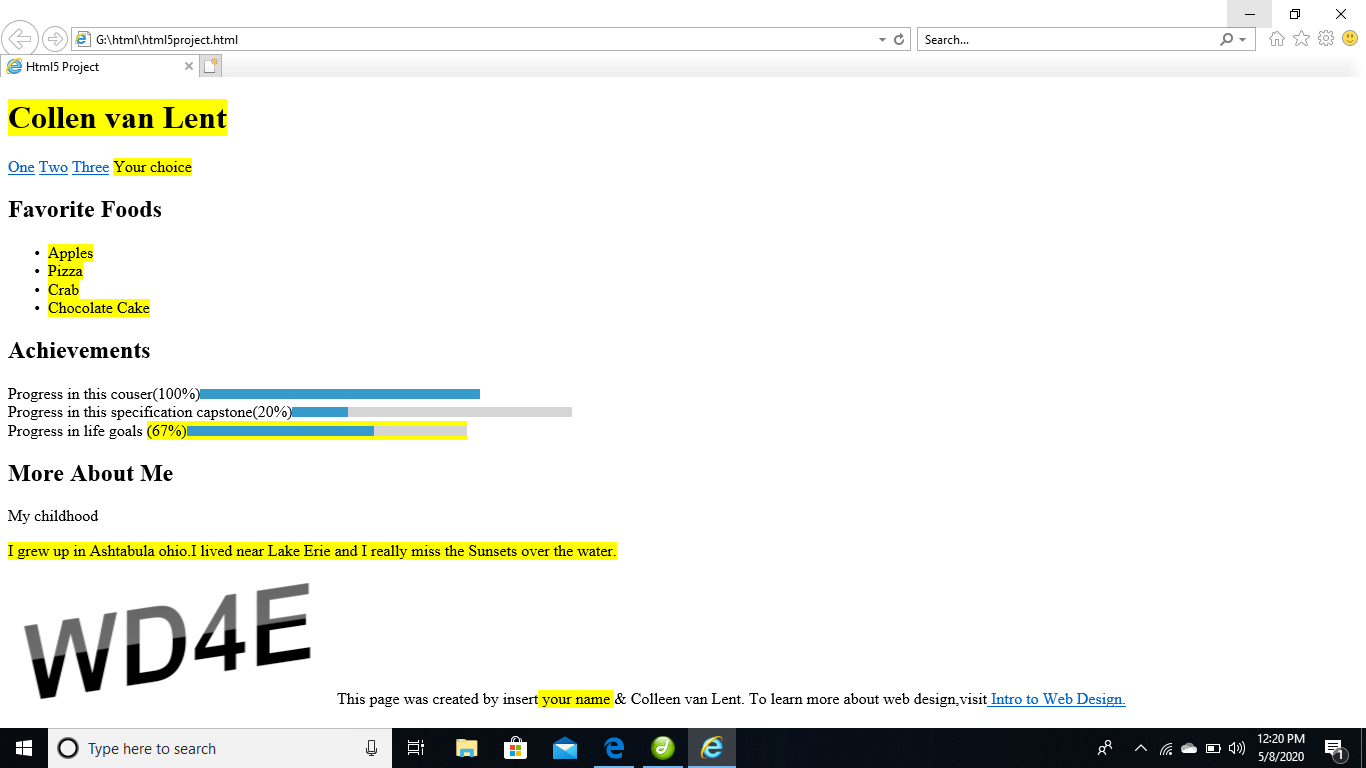 G:\html\html5project.html
Search...
Html5 Project
Collen van Lent
One Two Three Your choice
Favorite Foods
• Apples
• Pizza
• Crab
• Chocolate Cake
Achievements
Progress in this couser(100%)
Progress in this specification capstone(20%)
Progress in life goals (67%)
More About Me
My childhood
I grew up in Ashtabula ohio.I lived near Lake Erie and I really miss the Sunsets over the water.
WD4E
This page was created by insert your name & Colleen van Lent. To learn more about web design,visit Intro to Web Design.
Type here to search
12:20 PM
5/8/2020
1